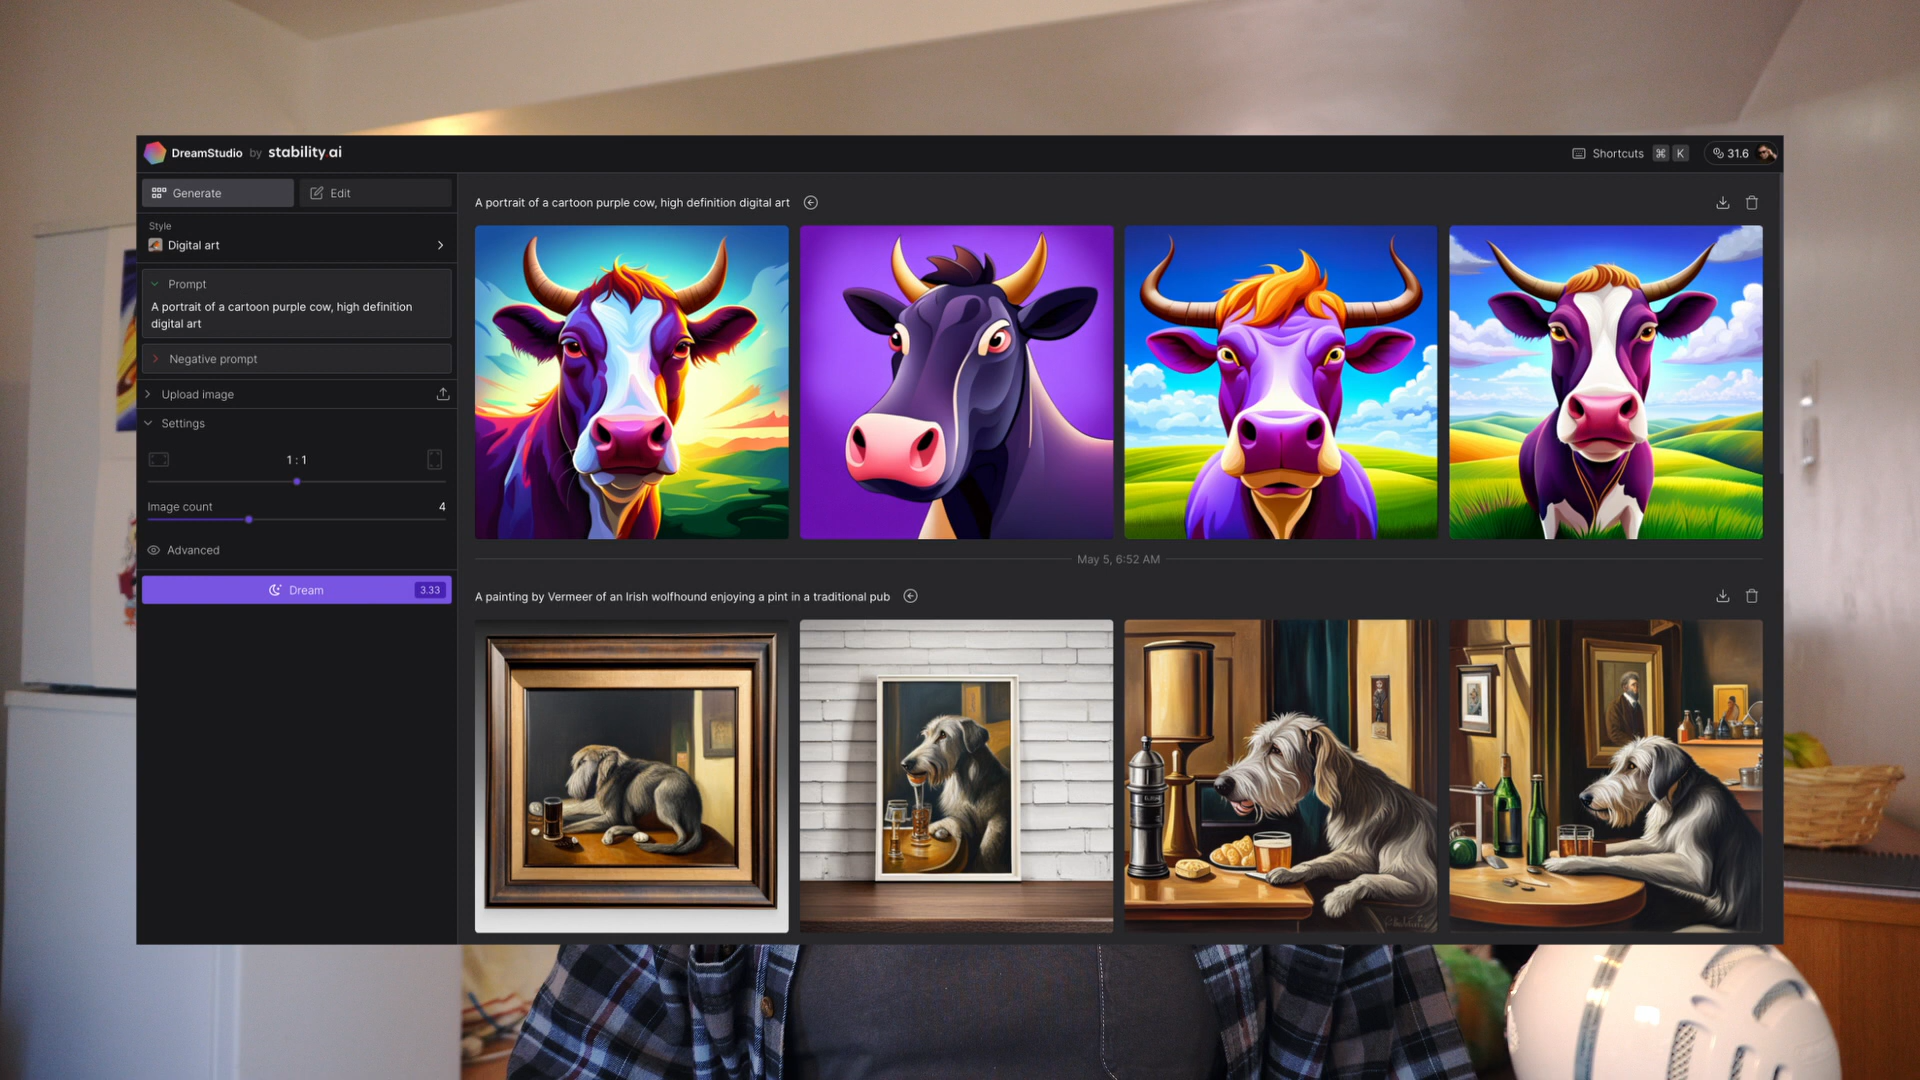 DreamStudio by stability.ai
Shortcuts ⌘ K
31.6
Generate
Edit
Style
Digital art
Prompt
A portrait of a cartoon purple cow, high definition
digital art
Negative prompt
Upload image
Settings
1 : 1
Image count 4
Advanced
Dream 3.33
A portrait of a cartoon purple cow, high definition digital art
May 5, 6:52 AM
A painting by Vermeer of an Irish wolfhound enjoying a pint in a traditional pub